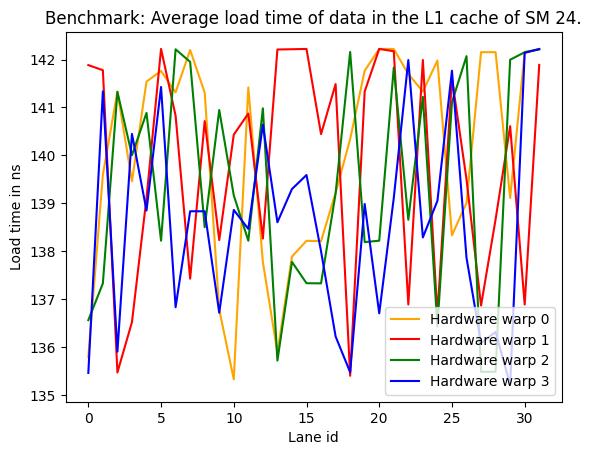 Benchmark: Average load time of data in the L1 cache of SM 24.
Load time in ns
142
141
140
139
138
137
136
135
0 5 10 15 20 25 30
Lane id
Hardware warp 0
Hardware warp 1
Hardware warp 2
Hardware warp 3